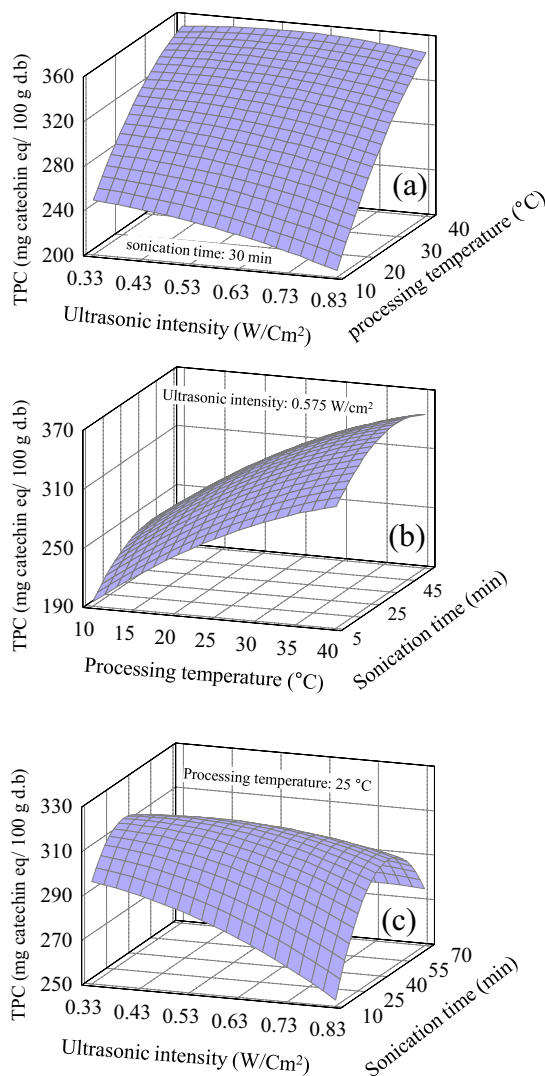 TPC (mg catechin eq/ 100 g d.b)
360
320
280
240
200
0.33 0.43 0.53 0.63 0.73 0.83
Ultrasonic intensity (W/Cm²)
10 20 30 40
processing temperature (°C)
sonication time: 30 min
(a)
TPC (mg catechin eq/ 100 g d.b)
370
310
250
190
10 15 20 25 30 35 40
Processing temperature (°C)
5 25 45
Sonication time (min)
Ultrasonic intensity: 0.575 W/cm²
(b)
TPC (mg catechin eq/ 100 g d.b)
330
310
290
270
250
0.33 0.43 0.53 0.63 0.73 0.83
Ultrasonic intensity (W/Cm²)
10 25 40 55 70
Sonication time (min)
Processing temperature: 25 °C
(c)